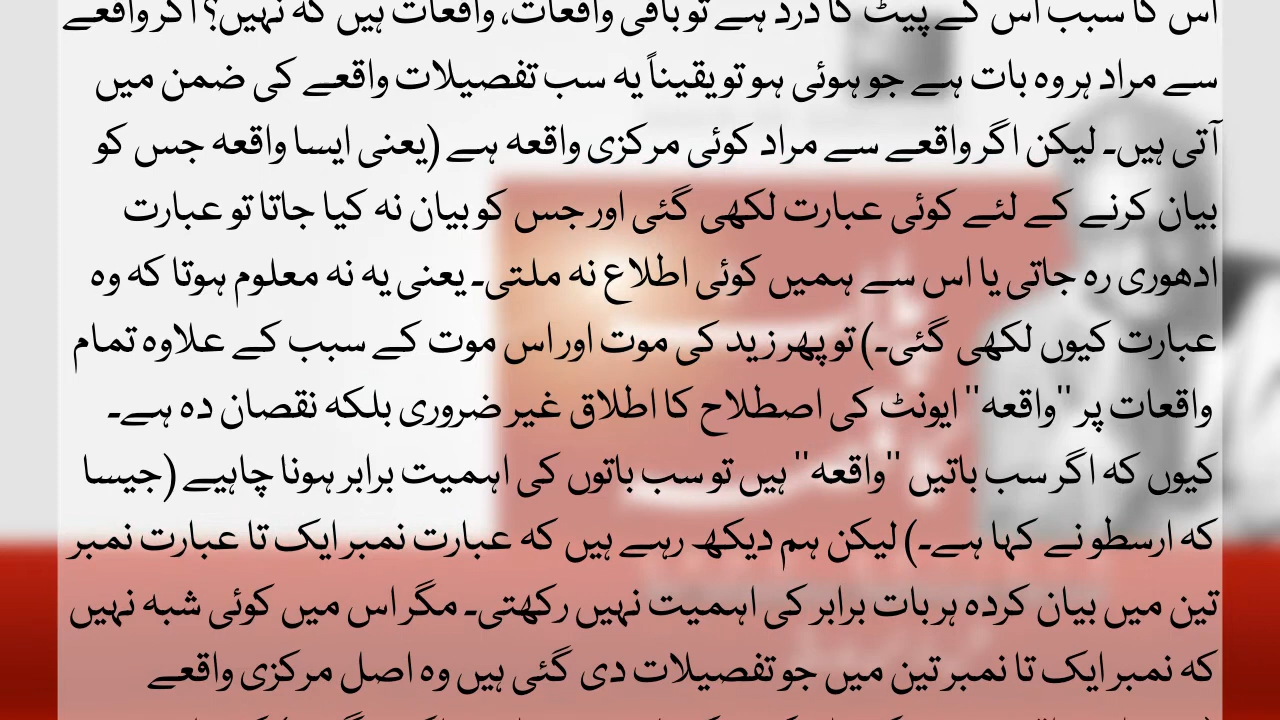 اس کا سبب اس کے پیٹ کا درد ہے تو باقی واقعات، واقعات ہیں کہ نہیں؟ اگر واقعے
سے مراد ہر وہ بات ہے جو ہوئی ہو تو یقیناً یہ سب تفصیلات واقعے کی ضمن میں
آتی ہیں۔ لیکن اگر واقعے سے مراد کوئی مرکزی واقعہ ہے (یعنی ایسا واقعہ جس کو
بیان کرنے کے لئے کوئی عبارت لکھی گئی اور جس کو بیان نہ کیا جاتا تو عبارت
ادھوری رہ جاتی یا اس سے ہمیں کوئی اطلاع نہ ملتی۔ یعنی یہ نہ معلوم ہوتا کہ وہ
عبارت کیوں لکھی گئی۔) تو پھر زید کی موت اور اس موت کے سبب کے علاوہ تمام
واقعات پر "واقعہ" ایونٹ کی اصطلاح کا اطلاق غیر ضروری بلکہ نقصان دہ ہے۔
کیوں کہ اگر سب باتیں "واقعہ" ہیں تو سب باتوں کی اہمیت برابر ہونا چاہیے (جیسا
کہ ارسطو نے کہا ہے۔) لیکن ہم دیکھ رہے ہیں کہ عبارت نمبر ایک تا عبارت نمبر
تین میں بیان کردہ ہر بات برابر کی اہمیت نہیں رکھتی۔ مگر اس میں کوئی شبہ نہیں
کہ نمبر ایک تا نمبر تین میں جو تفصیلات دی گئی ہیں وہ اصل مرکزی واقعے